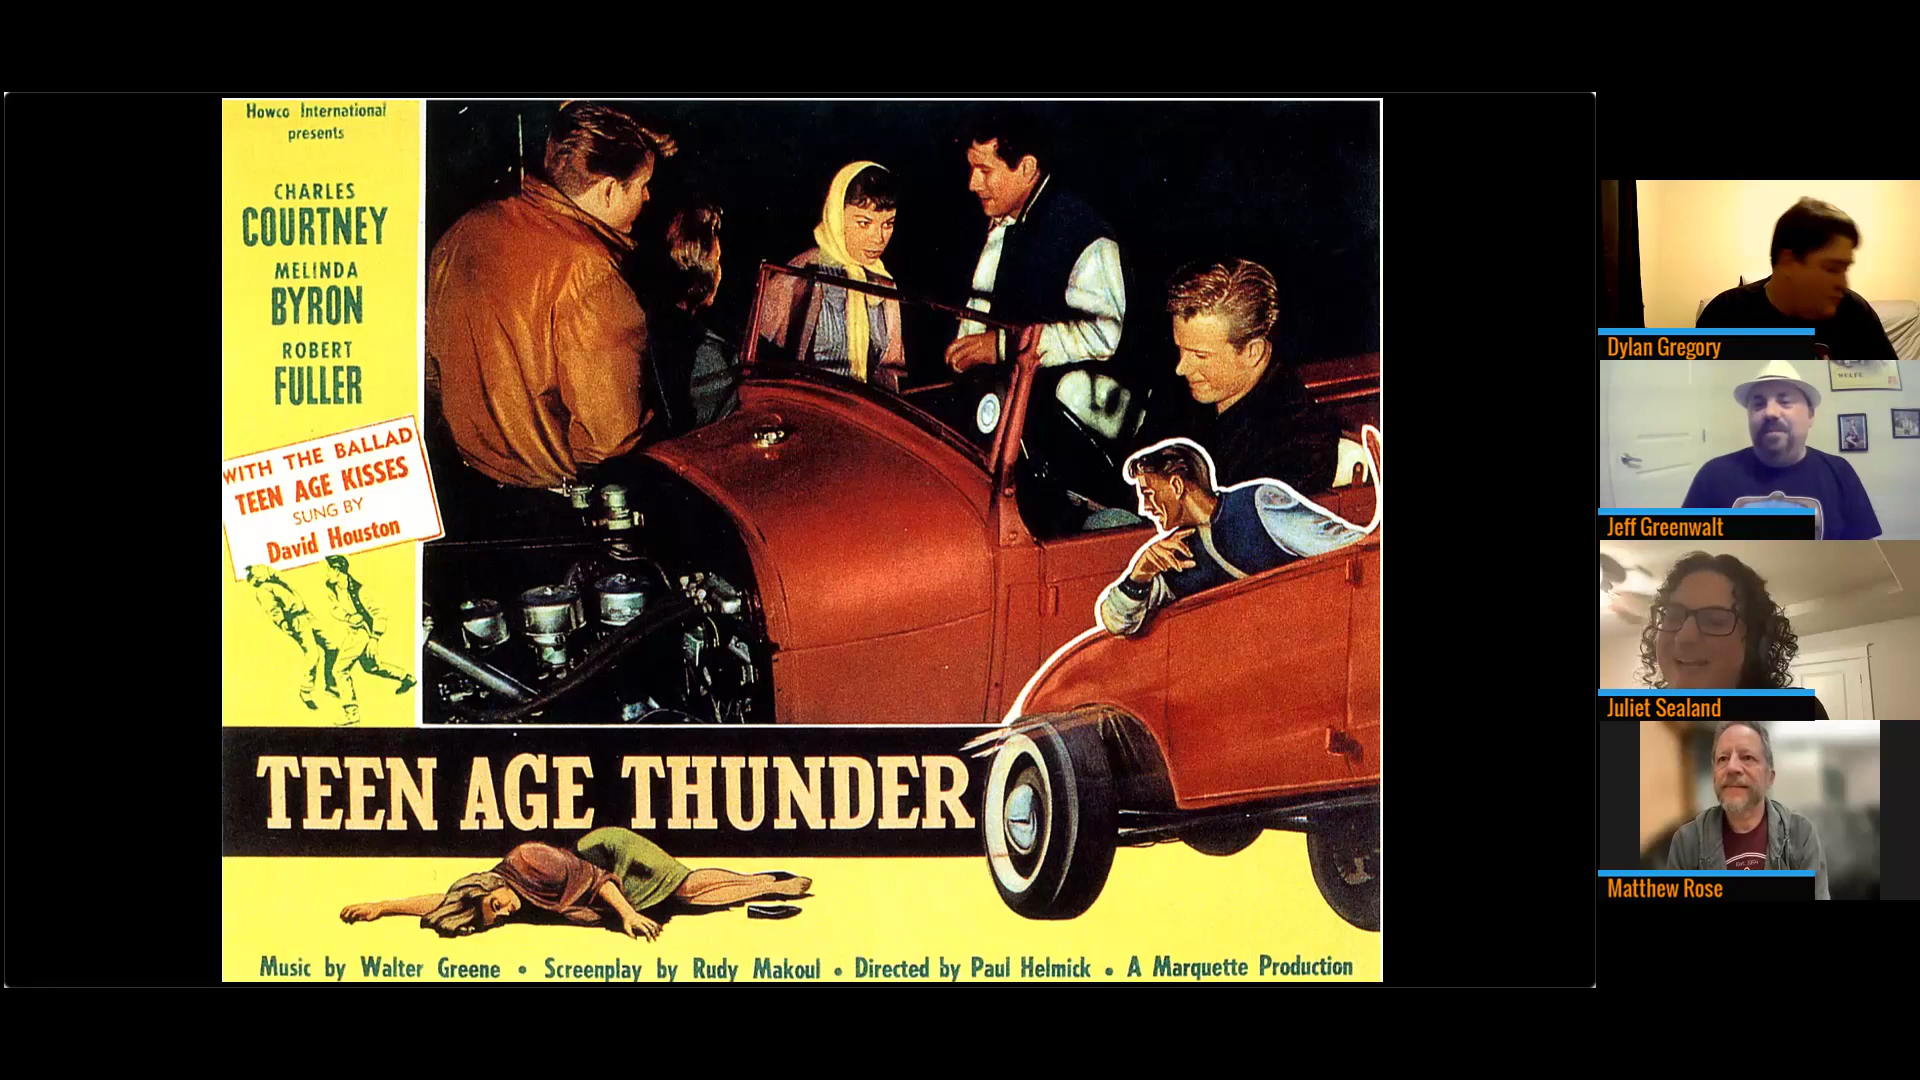 Howco International
presents
CHARLES
COURTNEY
MELINDA
BYRON
ROBERT
FULLER
WITH THE BALLAD
TEEN AGE KISSES
SUNG BY
David Houston
TEEN AGE THUNDER
Music by Walter Greene • Screenplay by Rudy Makoul • Directed by Paul Helmick • A Marquette Production
Dylan Gregory
Jeff Greenwalt
Juliet Sealand
Matthew Rose